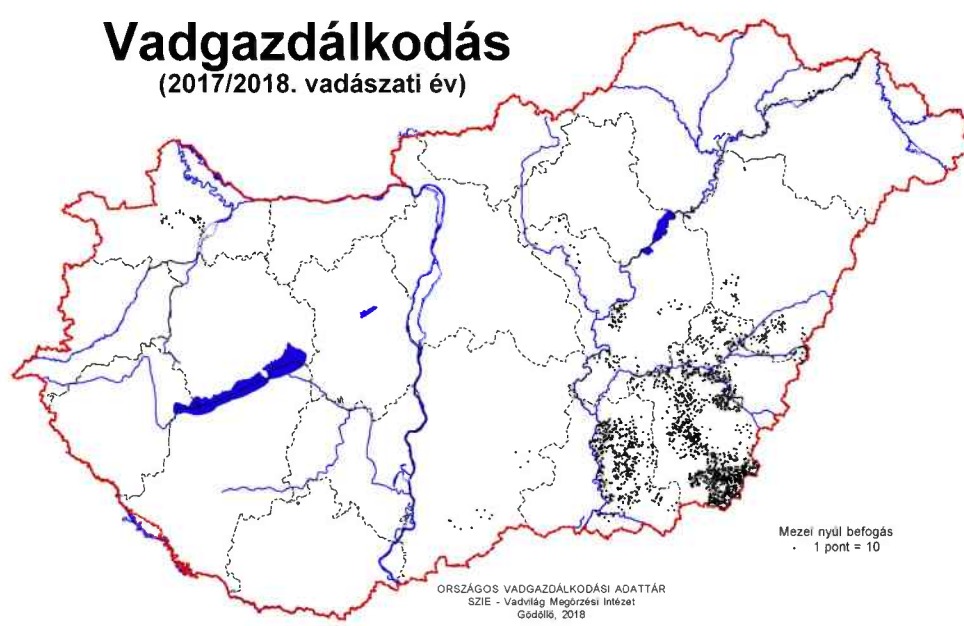 Vadgazdálkodás
(2017/2018. vadászati év)
Mezei nyúl befogás
· 1 pont = 10
ORSZÁGOS VADGAZDÁLKODÁSI ADATTÁR
SZIE - Vadvilág Megőrzési Intézet
Gödöllő, 2018